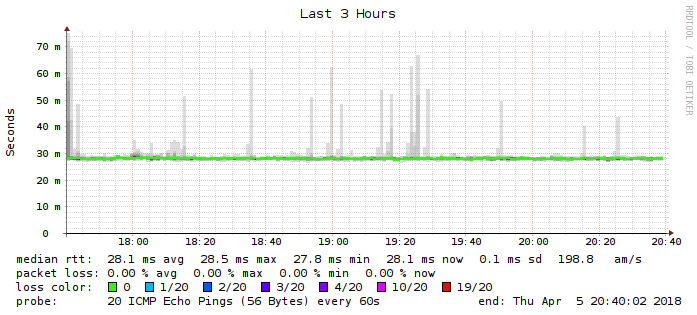 Last 3 Hours
RRDTOOL / TOBI OETIKER
Seconds
70 m
60 m
50 m
40 m
30 m
20 m
10 m
0
18:00 18:20 18:40 19:00 19:20 19:40 20:00 20:20 20:40
median rtt: 28.1 ms avg 28.5 ms max 27.8 ms min 28.1 ms now 0.1 ms sd 198.8 am/s
packet loss: 0.00 % avg 0.00 % max 0.00 % min 0.00 % now
loss color: 0 1/20 2/20 3/20 4/20 10/20 19/20
probe: 20 ICMP Echo Pings (56 Bytes) every 60s end: Thu Apr 5 20:40:02 2018